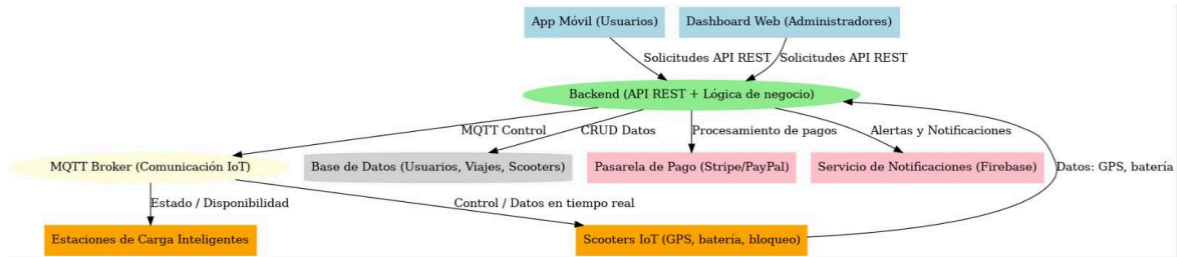 App Móvil (Usuarios)
Dashboard Web (Administradores)
Solicitudes API REST
Solicitudes API REST
Backend (API REST + Lógica de negocio)
MQTT Control
CRUD Datos
Procesamiento de pagos
Alertas y Notificaciones
MQTT Broker (Comunicación IoT)
Base de Datos (Usuarios, Viajes, Scooters)
Pasarela de Pago (Stripe/PayPal)
Servicio de Notificaciones (Firebase)
Datos: GPS, batería
Estado / Disponibilidad
Control / Datos en tiempo real
Estaciones de Carga Inteligentes
Scooters IoT (GPS, batería, bloqueo)